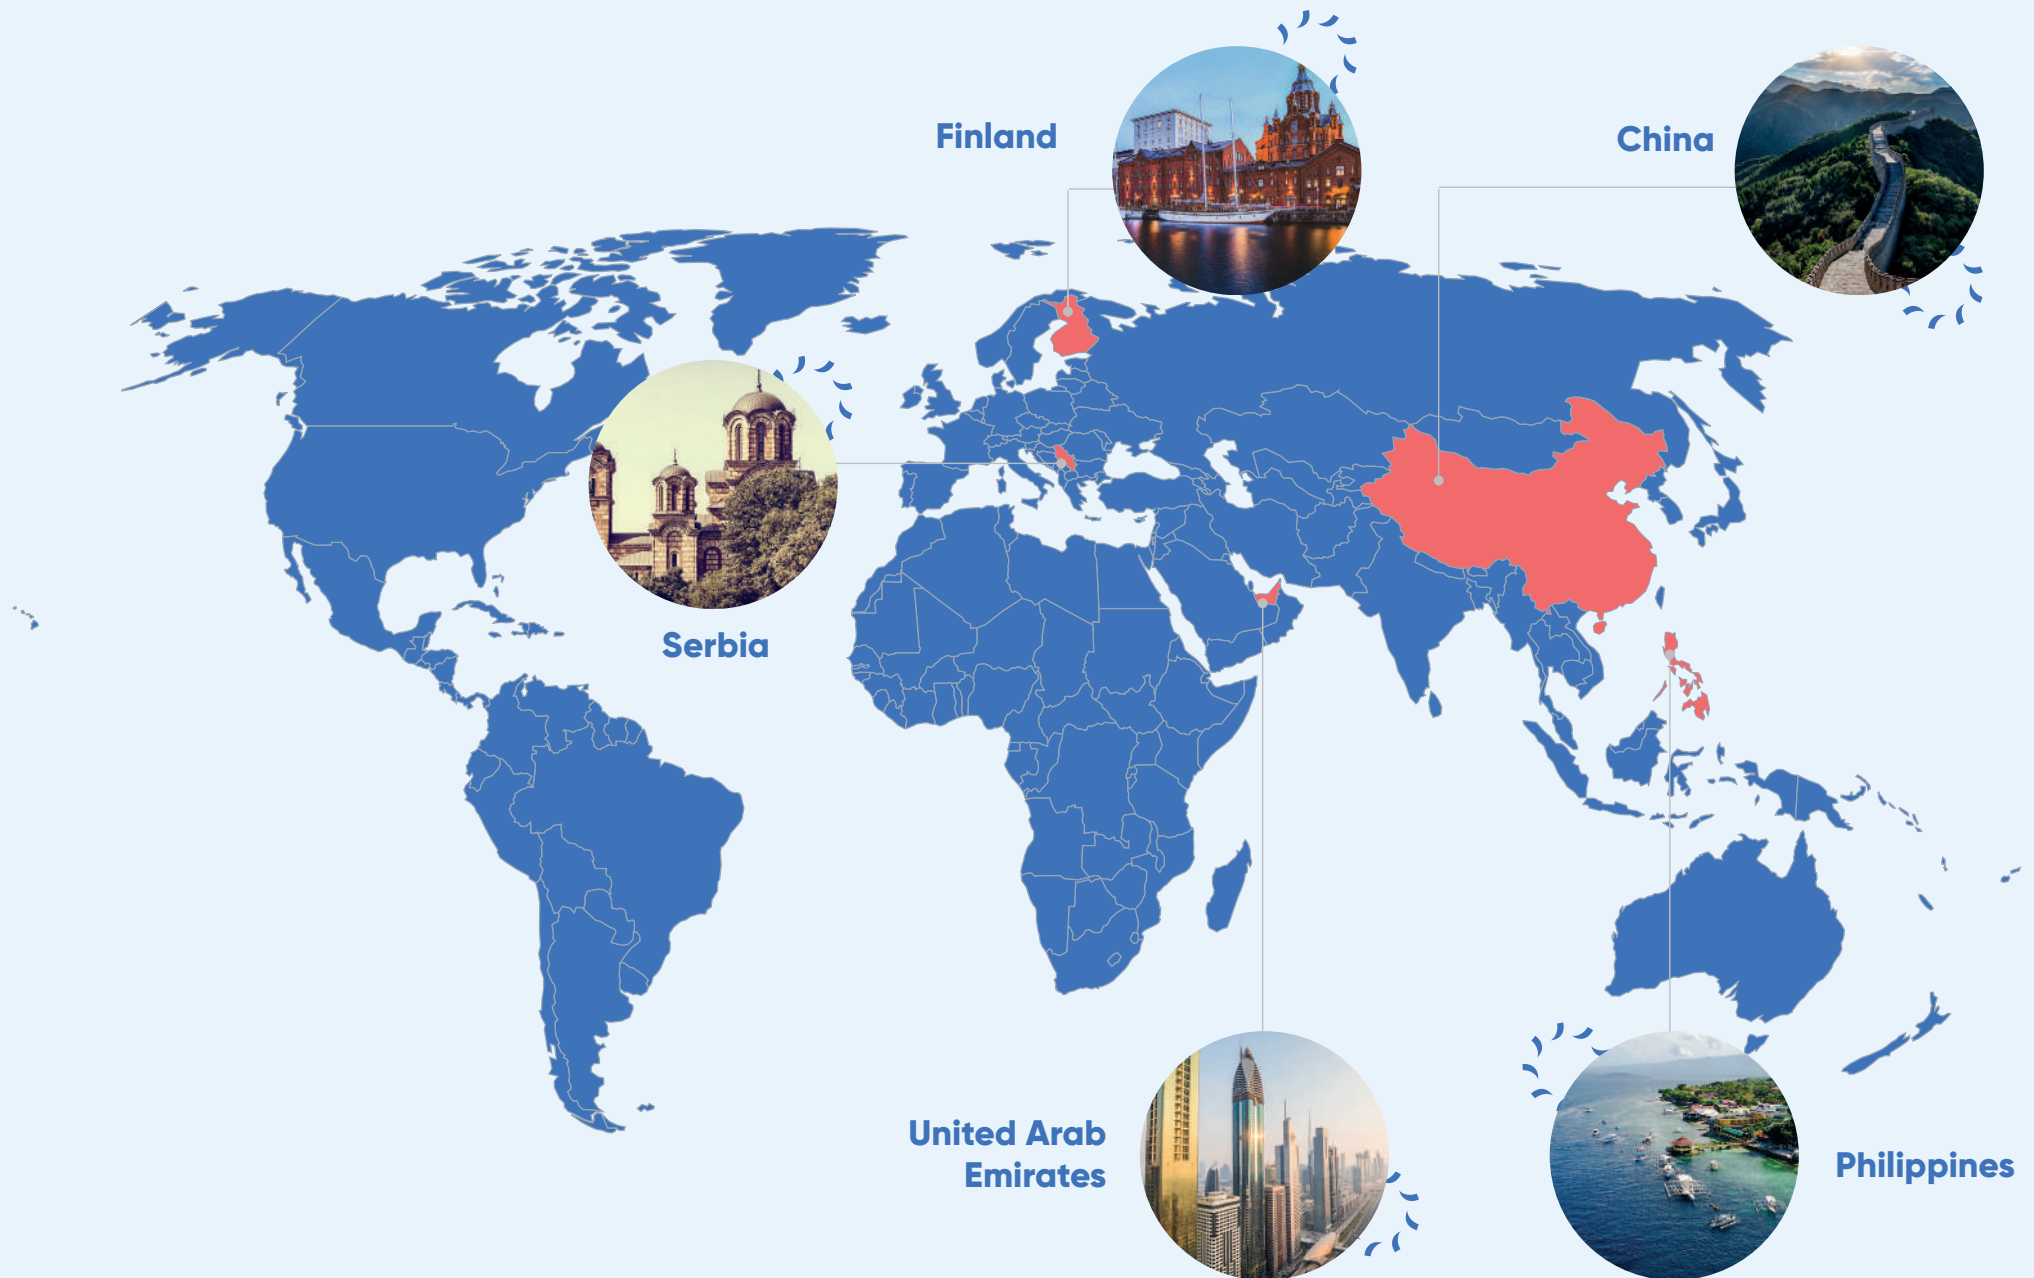 Finland
China
Serbia
United Arab
Emirates
Philippines